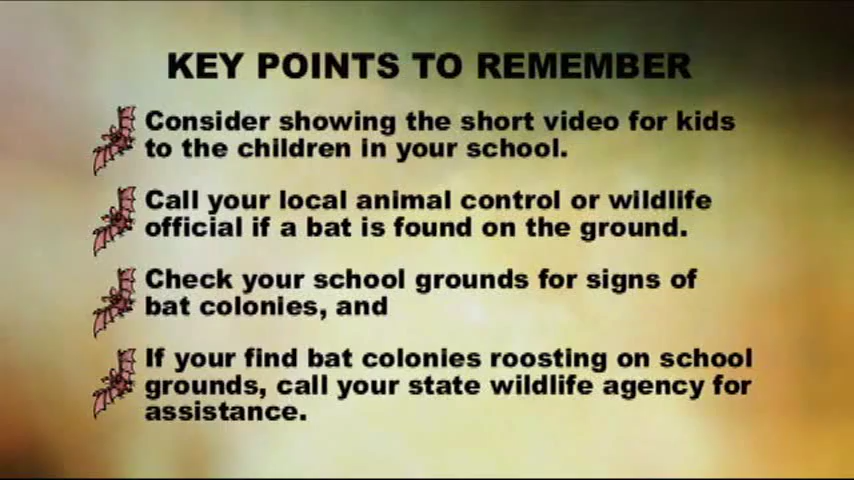 KEY POINTS TO REMEMBER
Consider showing the short video for kids
to the children in your school.
Call your local animal control or wildlife
official if a bat is found on the ground.
Check your school grounds for signs of
bat colonies, and
If your find bat colonies roosting on school
grounds, call your state wildlife agency for
assistance.